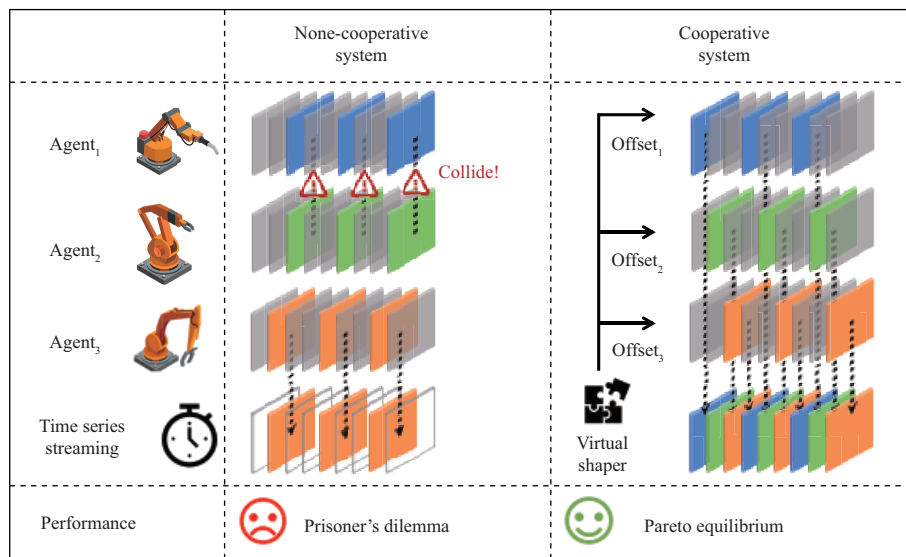 None-cooperative
system
Cooperative
system
Agent₁
Collide!
Offset₁
Agent₂
Offset₂
Agent₃
Offset₃
Time series
streaming
Virtual
shaper
Performance
Prisoner's dilemma
Pareto equilibrium